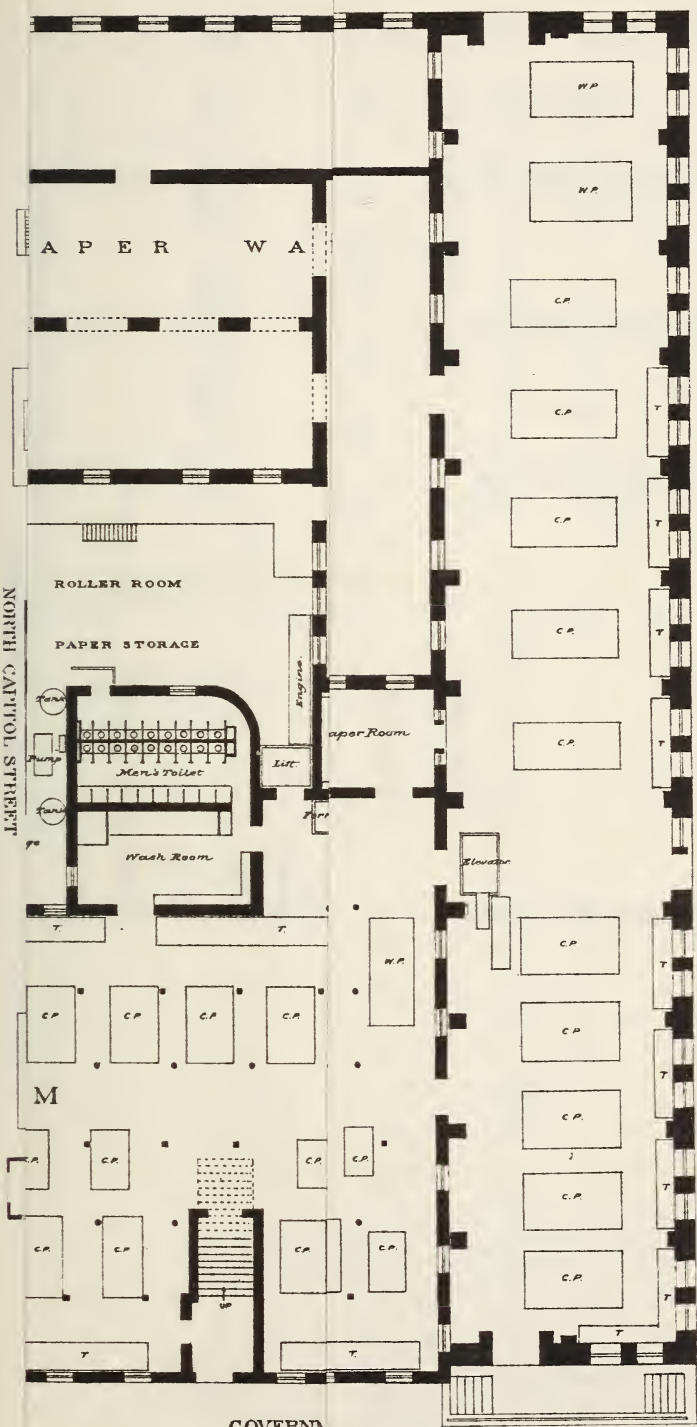 W.P.
W.P.
A P E R   W A
C.P.
C.P.
T
C.P.
T
ROLLER ROOM
NORTH CAPITOL STREET
C.P.
T
PAPER STORAGE
Engine.
Tank
aper Room
C.P.
T
Pump
Men's Toilet
Lift.
Tank
ge
Wash Room
Elevator.
T.
T.
W.P.
C.P.
T
C.P.
C.P.
C.P.
C.P.
C.P.
T
M
C.P.
C.P.
C.P.
C.P.
C.P.
C.P.
T
C.P.
C.P.
C.P.
C.P.
C.P.
T
UP
T.
T.
T